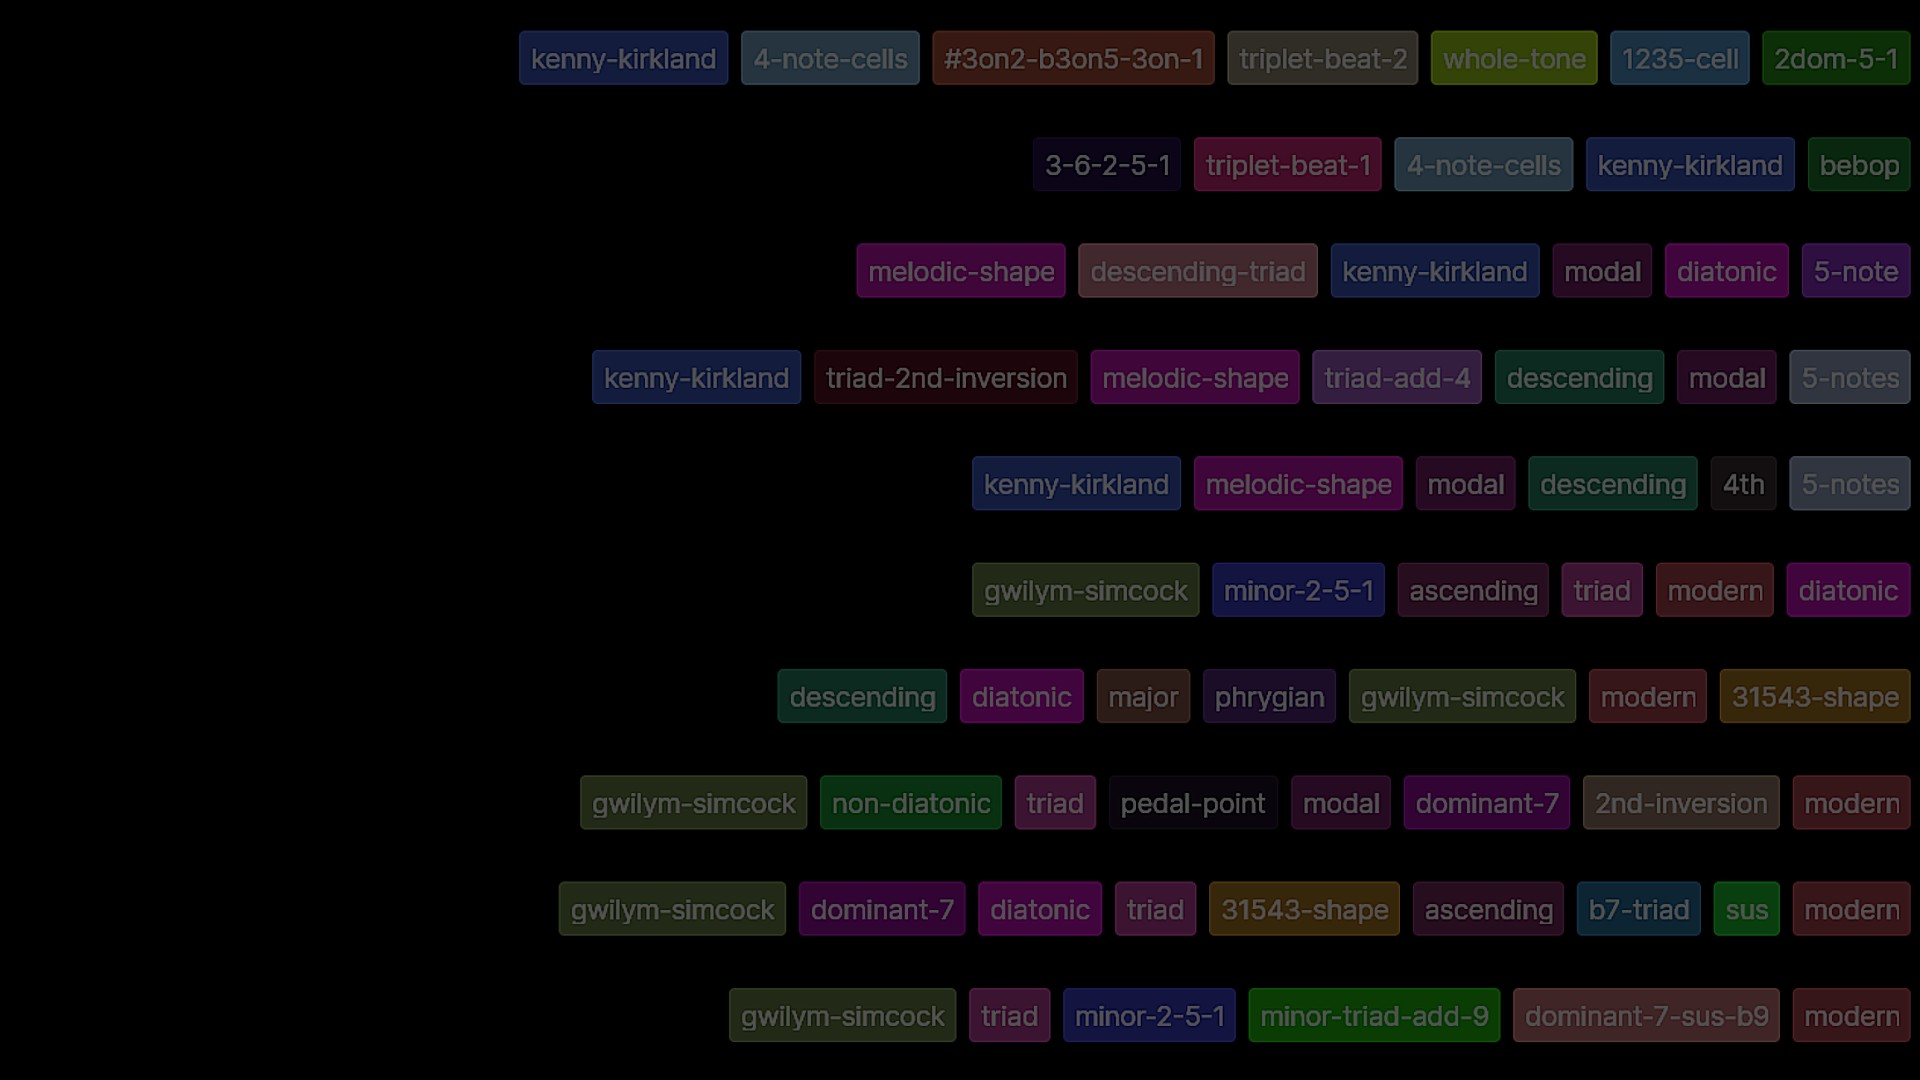 kenny-kirkland 4-note-cells #3on2-b3on5-3on-1 triplet-beat-2 whole-tone 1235-cell 2dom-5-1
3-6-2-5-1 triplet-beat-1 4-note-cells kenny-kirkland bebop
melodic-shape descending-triad kenny-kirkland modal diatonic 5-note
kenny-kirkland triad-2nd-inversion melodic-shape triad-add-4 descending modal 5-notes
kenny-kirkland melodic-shape modal descending 4th 5-notes
gwilym-simcock minor-2-5-1 ascending triad modern diatonic
descending diatonic major phrygian gwilym-simcock modern 31543-shape
gwilym-simcock non-diatonic triad pedal-point modal dominant-7 2nd-inversion modern
gwilym-simcock dominant-7 diatonic triad 31543-shape ascending b7-triad sus modern
gwilym-simcock triad minor-2-5-1 minor-triad-add-9 dominant-7-sus-b9 modern